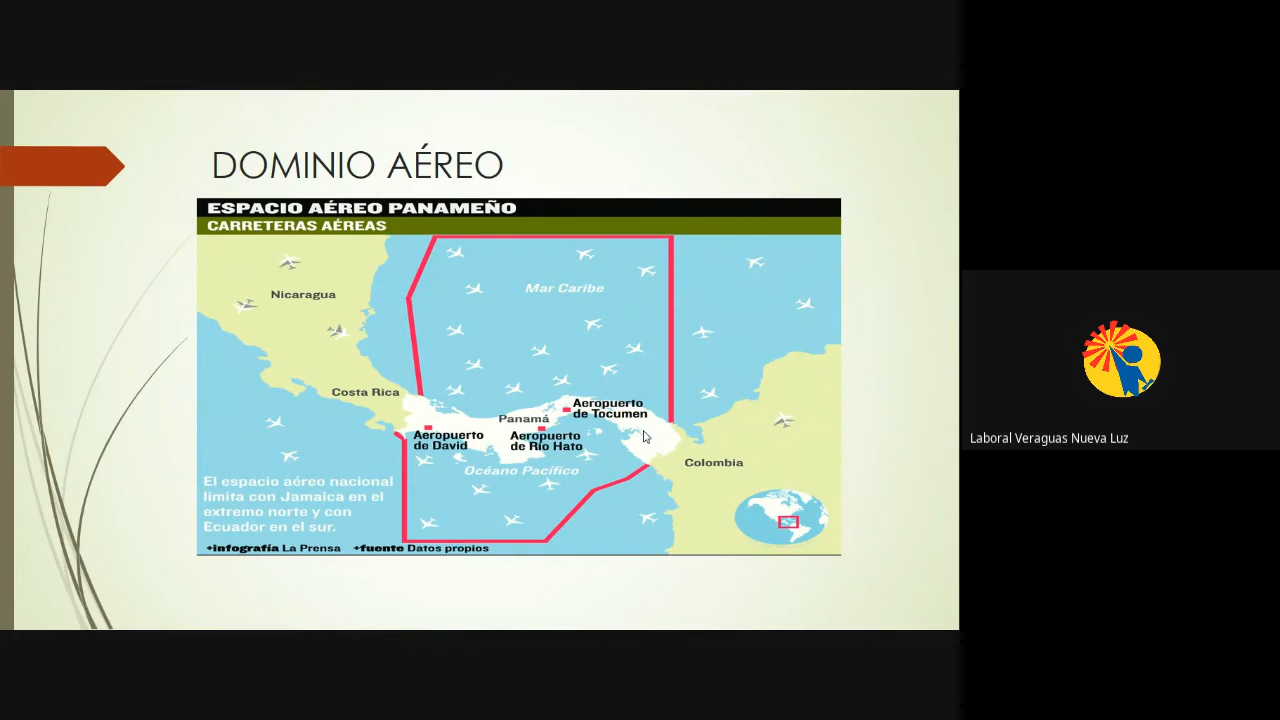 DOMINIO AÉREO
ESPACIO AÉREO PANAMEÑO
CARRETERAS AÉREAS
Nicaragua
Mar Caribe
Costa Rica
Panamá
Aeropuerto
de Tocumen
Aeropuerto
de David
Aeropuerto
de Río Hato
Océano Pacífico
Colombia
El espacio aéreo nacional
limita con Jamaica en el
extremo norte y con
Ecuador en el sur.
+infografía La Prensa +fuente Datos propios
Laboral Veraguas Nueva Luz